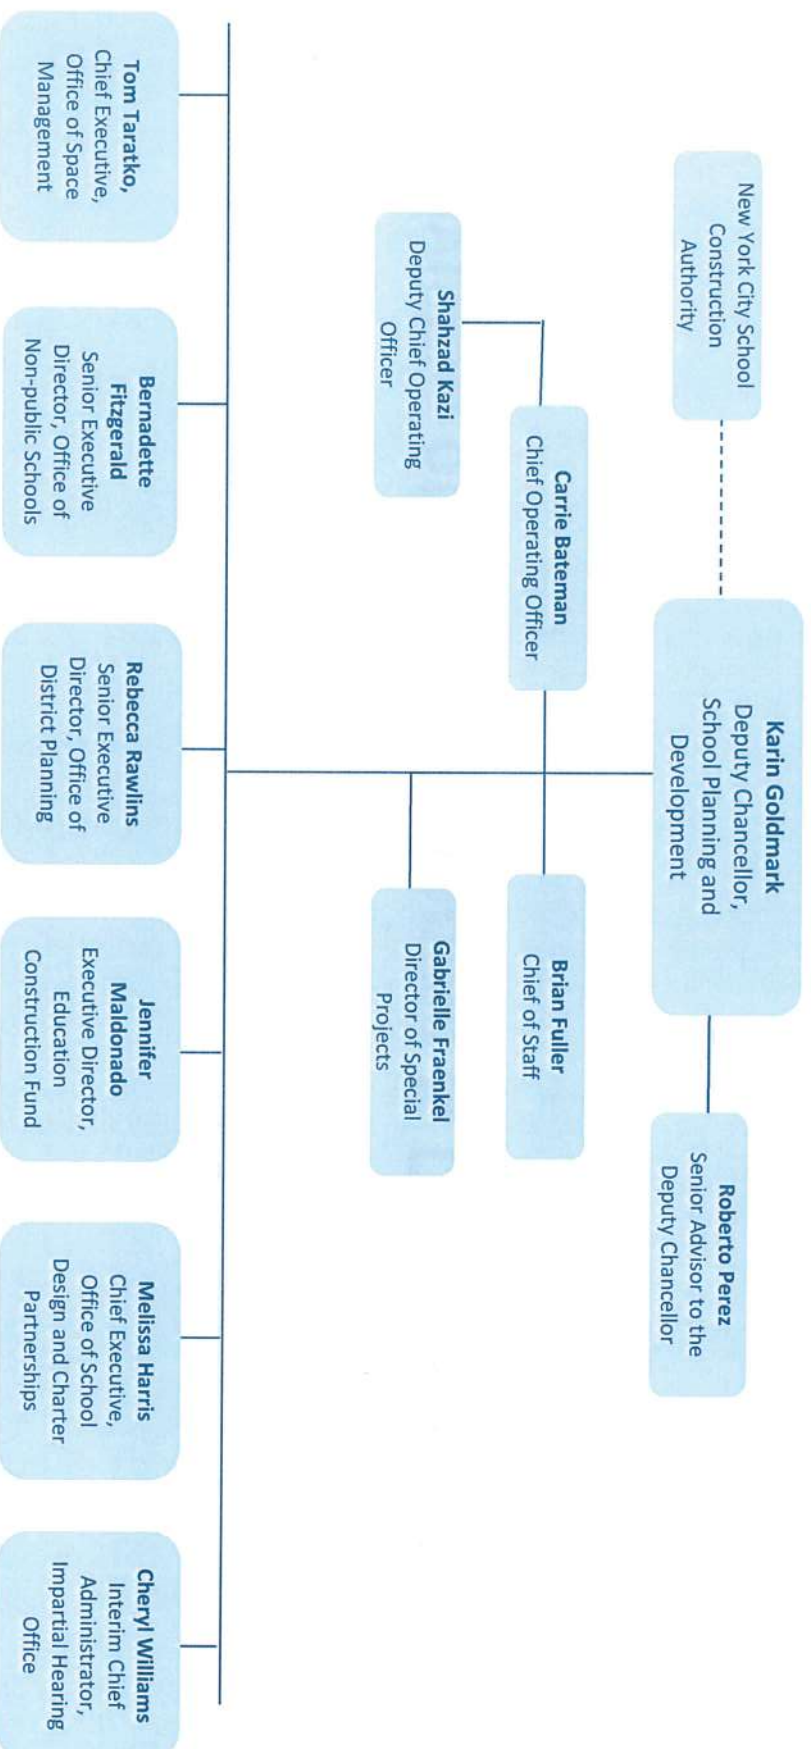 Karin Goldmark
Deputy Chancellor,
School Planning and
Development
New York City School
Construction
Authority
Roberto Perez
Senior Advisor to the
Deputy Chancellor
Carrie Bateman
Chief Operating Officer
Brian Fuller
Chief of Staff
Shahzad Kazi
Deputy Chief Operating
Officer
Gabrielle Fraenkel
Director of Special
Projects
Tom Taratko,
Chief Executive,
Office of Space
Management
Bernadette
Fitzgerald
Senior Executive
Director, Office of
Non-public Schools
Rebecca Rawlins
Senior Executive
Director, Office of
District Planning
Jennifer
Maldonado
Executive Director,
Education
Construction Fund
Melissa Harris
Chief Executive,
Office of School
Design and Charter
Partnerships
Cheryl Williams
Interim Chief
Administrator,
Impartial Hearing
Office